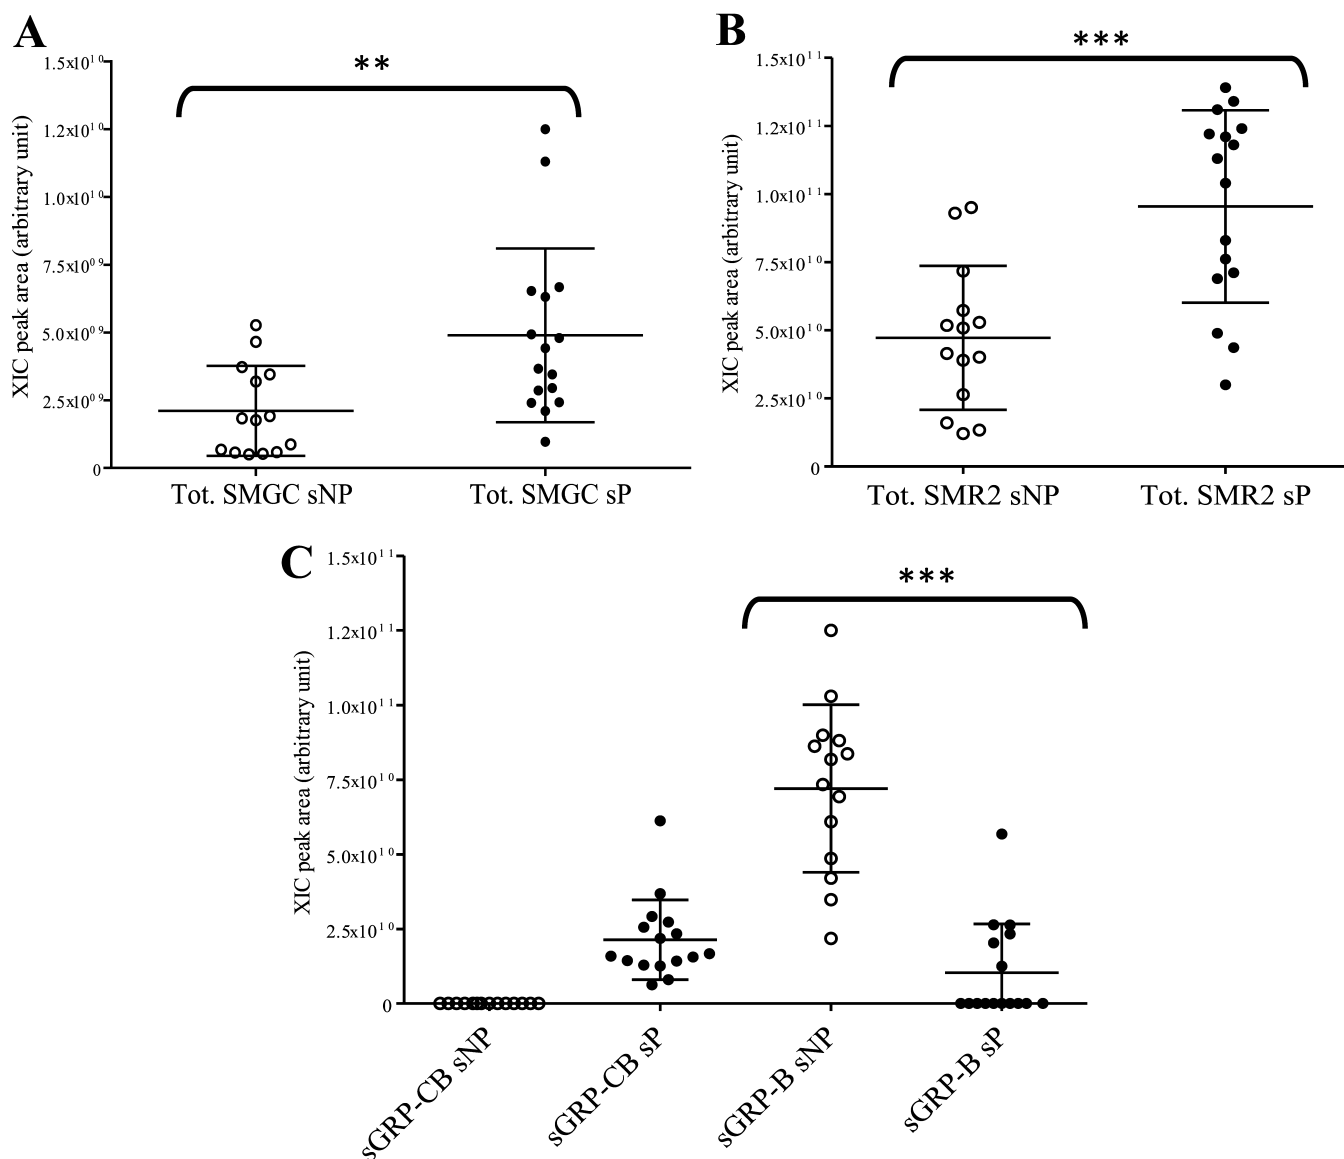 A
**
XIC peak area (arbitrary unit)
1.5x10¹⁰
1.2x10¹⁰
1.0x10¹⁰
7.5x10⁰⁹
5.0x10⁰⁹
2.5x10⁰⁹
0
Tot. SMGC sNP
Tot. SMGC sP
B
***
XIC peak area (arbitrary unit)
1.5x10¹¹
1.2x10¹¹
1.0x10¹¹
7.5x10¹⁰
5.0x10¹⁰
2.5x10¹⁰
0
Tot. SMR2 sNP
Tot. SMR2 sP
C
***
XIC peak area (arbitrary unit)
1.5x10¹¹
1.2x10¹¹
1.0x10¹¹
7.5x10¹⁰
5.0x10¹⁰
2.5x10¹⁰
0
sGRP-CB sNP
sGRP-CB sP
sGRP-B sNP
sGRP-B sP